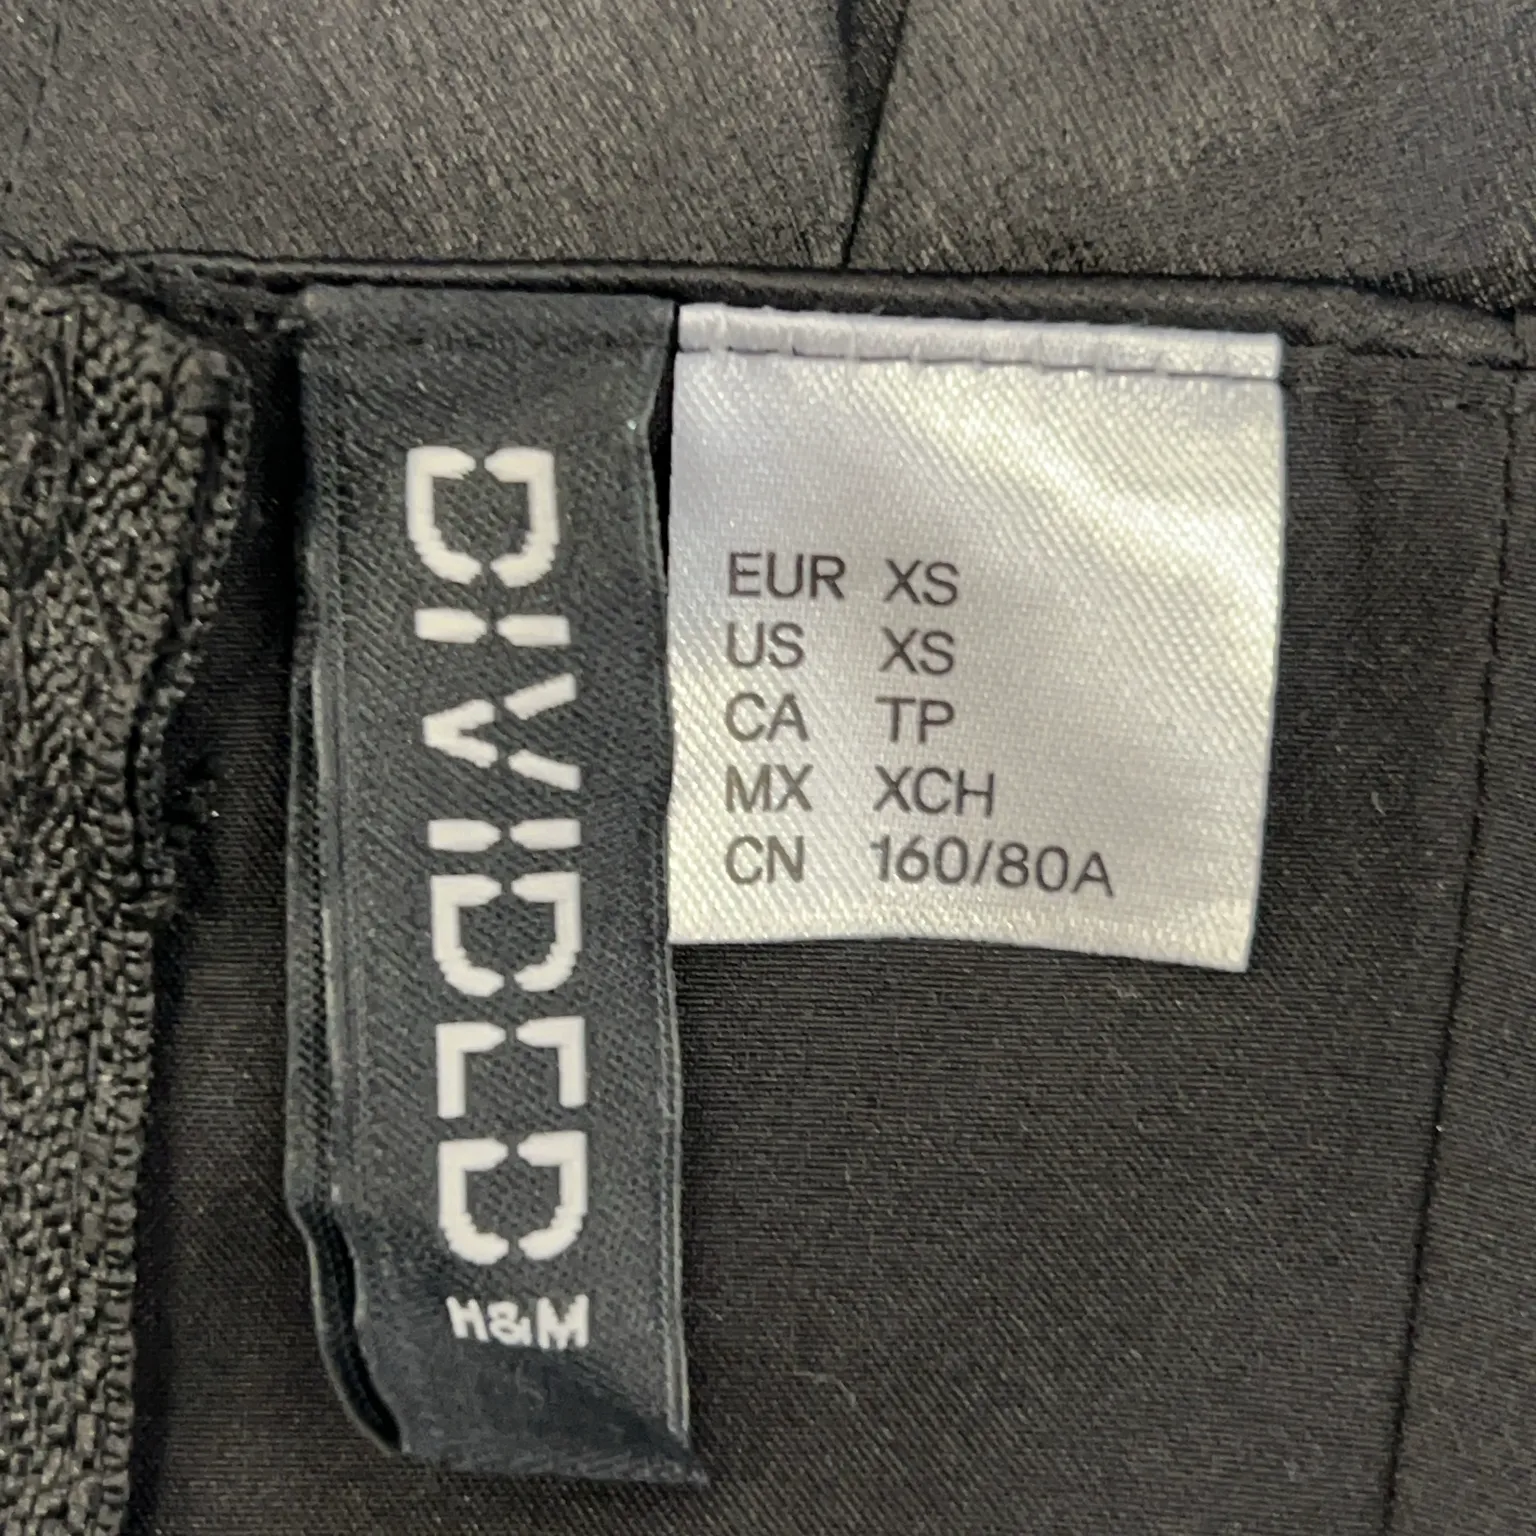 DIVIDED
H&M
EUR XS
US XS
CA TP
MX XCH
CN 160/80A